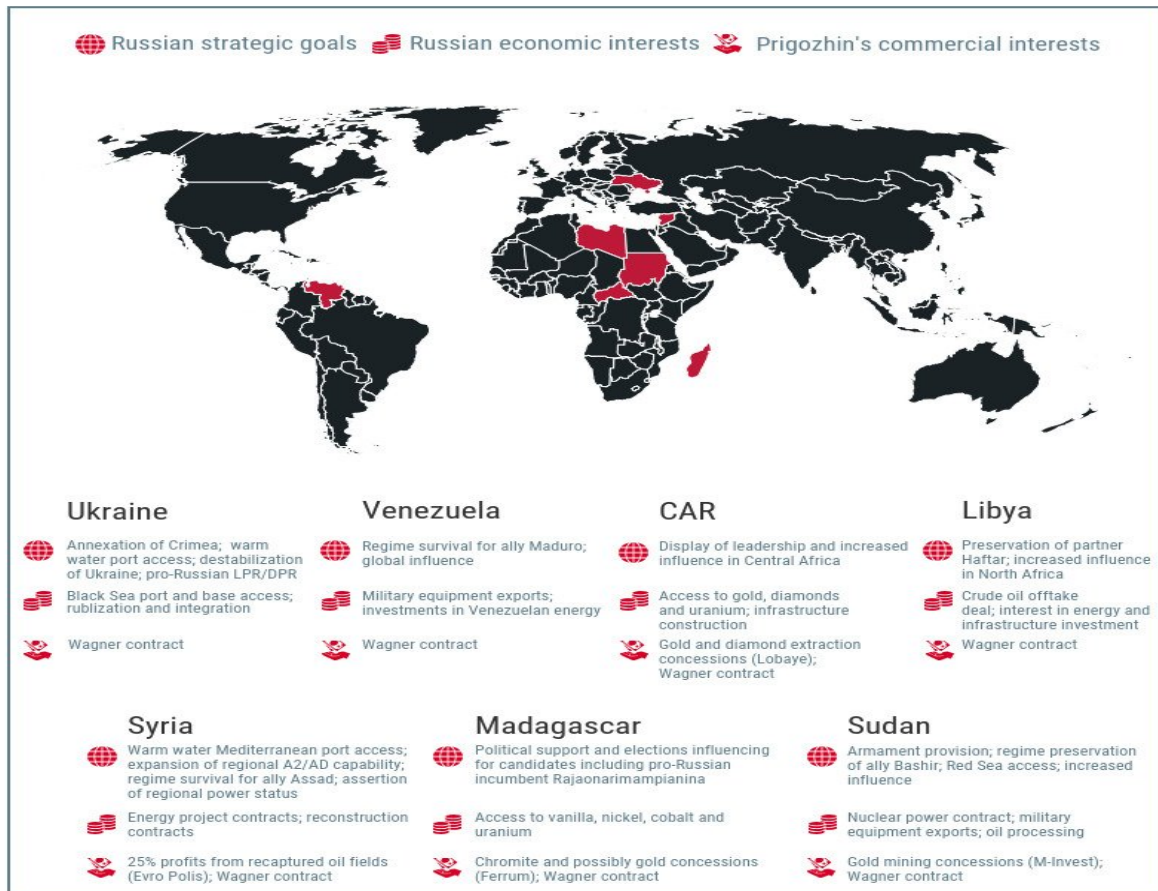 Russian strategic goals
Russian economic interests
Prigozhin's commercial interests
Ukraine
Annexation of Crimea; warm
water port access; destabilization
of Ukraine; pro-Russian LPR/DPR
Black Sea port and base access;
rublization and integration
Wagner contract
Venezuela
Regime survival for ally Maduro;
global influence
Military equipment exports;
investments in Venezuelan energy
Wagner contract
CAR
Display of leadership and increased
influence in Central Africa
Access to gold, diamonds
and uranium; infrastructure
construction
Gold and diamond extraction
concessions (Lobaye);
Wagner contract
Libya
Preservation of partner
Haftar; increased influence
in North Africa
Crude oil offtake
deal; interest in energy and
infrastructure investment
Wagner contract
Syria
Warm water Mediterranean port access;
expansion of regional A2/AD capability;
regime survival for ally Assad; assertion
of regional power status
Energy project contracts; reconstruction
contracts
25% profits from recaptured oil fields
(Evro Polis); Wagner contract
Madagascar
Political support and elections influencing
for candidates including pro-Russian
incumbent Rajaonarimampianina
Access to vanilla, nickel, cobalt and
uranium
Chromite and possibly gold concessions
(Ferrum); Wagner contract
Sudan
Armament provision; regime preservation
of ally Bashir; Red Sea access; increased
influence
Nuclear power contract; military
equipment exports; oil processing
Gold mining concessions (M-Invest);
Wagner contract